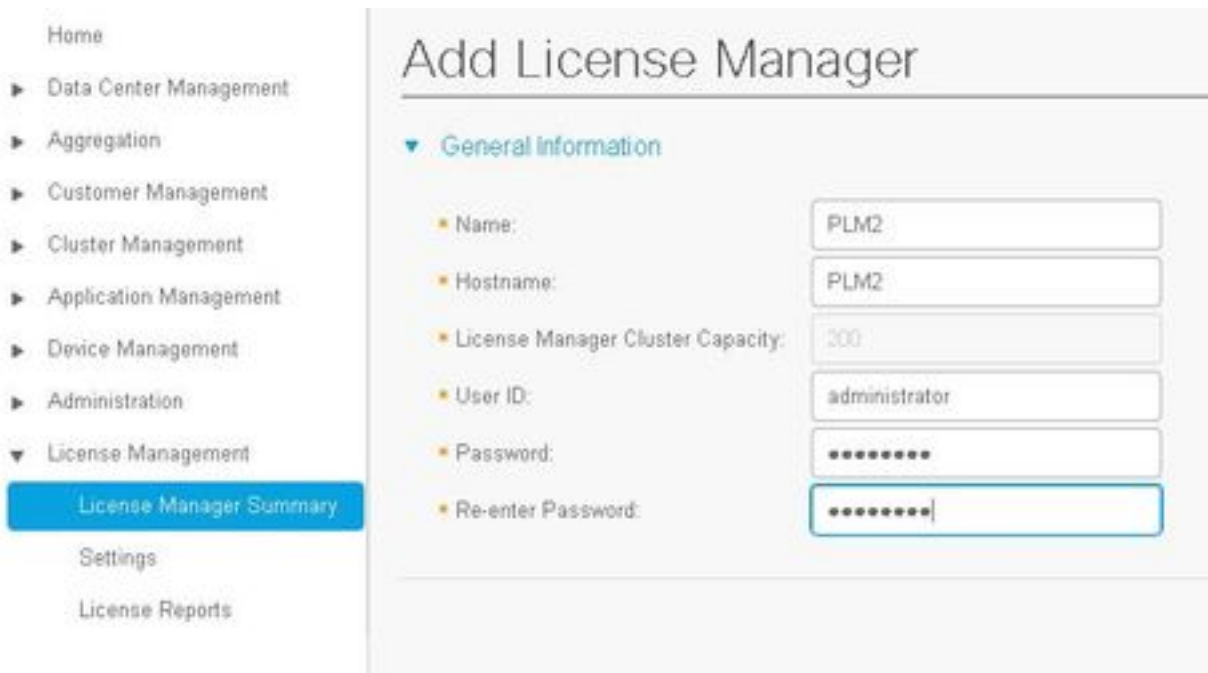 Home
Data Center Management
Aggregation
Customer Management
Cluster Management
Application Management
Device Management
Administration
License Management
License Manager Summary
Settings
License Reports
Add License Manager
General Information
Name: PLM2
Hostname: PLM2
License Manager Cluster Capacity: 200
User ID: administrator
Password: ••••••••
Re-enter Password: ••••••••